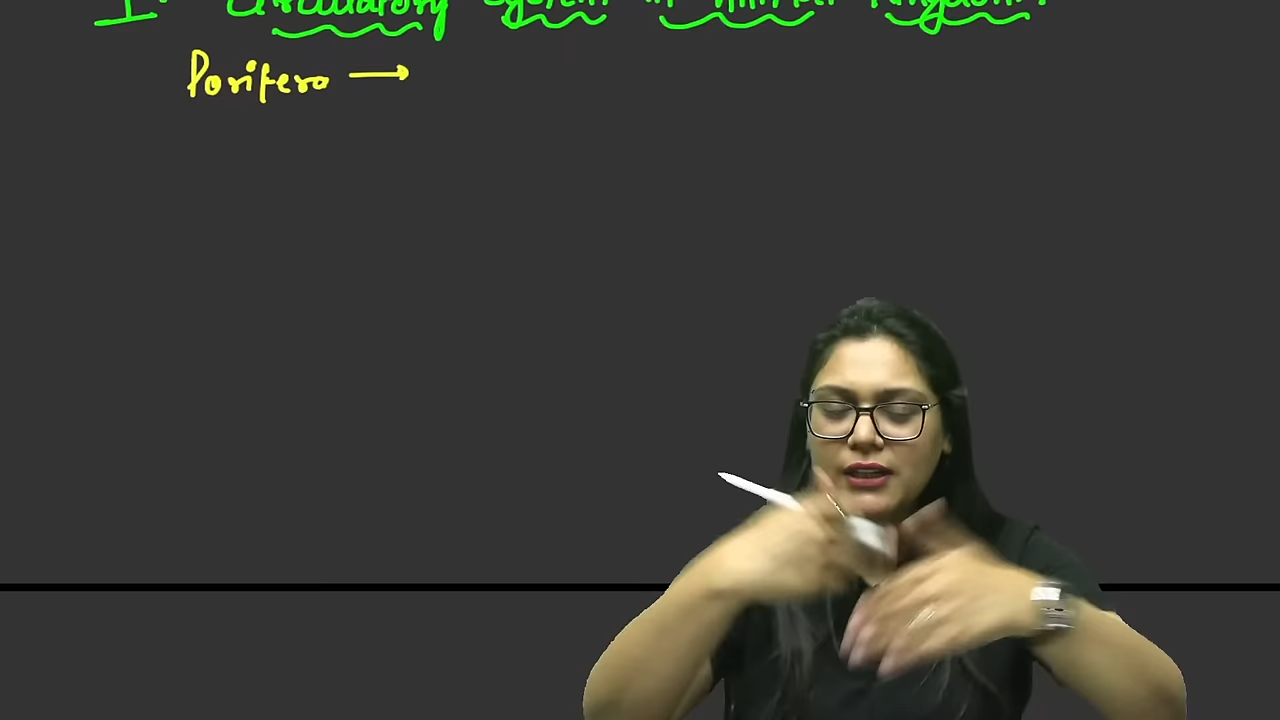 I. Circulatory System in Animal Kingdom:
Porifera →